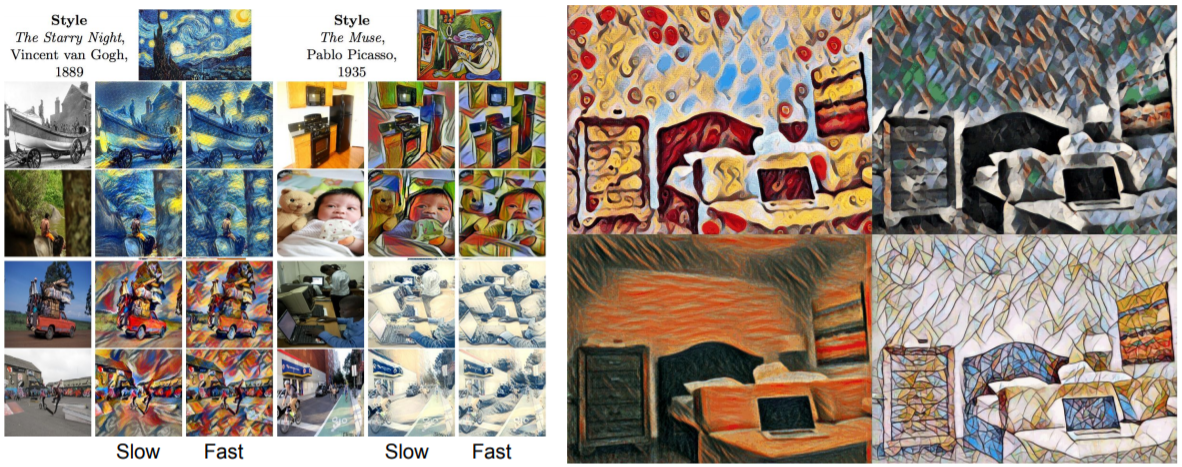 Style
The Starry Night,
Vincent van Gogh,
1889
Style
The Muse,
Pablo Picasso,
1935
Slow
Fast
Slow
Fast